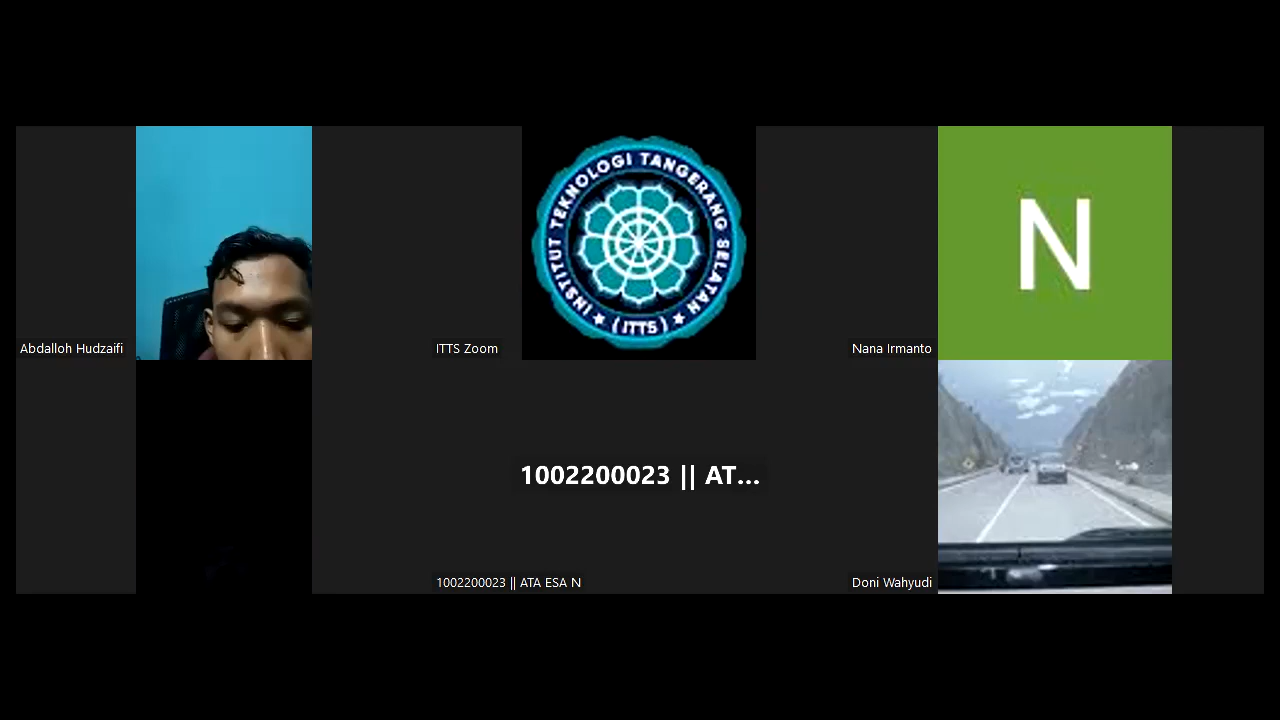 INSTITUT TEKNOLOGI TANGERANG SELATAN
( ITTS )
N
Abdalloh Hudzaifi
ITTS Zoom
Nana Irmanto
1002200023 || AT...
1002200023 || ATA ESA N
Doni Wahyudi